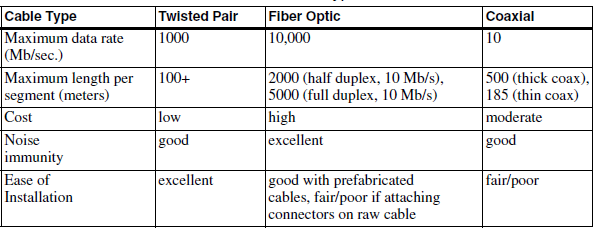 Cable Type Twisted Pair Fiber Optic Coaxial
Maximum data rate 1000 10,000 10
(Mb/sec.)
Maximum length per 100+ 2000 (half duplex, 10 Mb/s), 500 (thick coax),
segment (meters) 5000 (full duplex, 10 Mb/s) 185 (thin coax)
Cost low high moderate
Noise good excellent good
immunity
Ease of excellent good with prefabricated fair/poor
Installation cables, fair/poor if attaching
connectors on raw cable